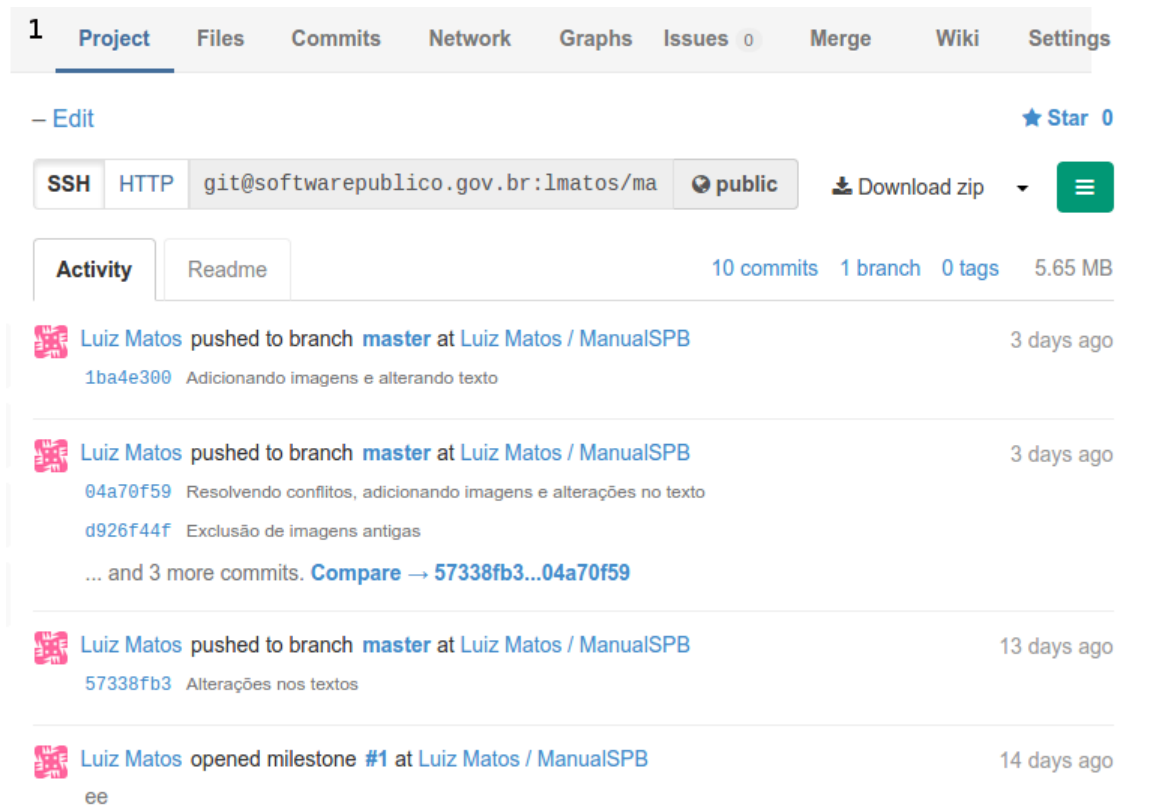 1 Project Files Commits Network Graphs Issues 0 Merge Wiki Settings
– Edit Star 0
SSH HTTP git@softwarepublico.gov.br:lmatos/ma public Download zip
Activity Readme 10 commits 1 branch 0 tags 5.65 MB
Luiz Matos pushed to branch master at Luiz Matos / ManualSPB 3 days ago
1ba4e300 Adicionando imagens e alterando texto
Luiz Matos pushed to branch master at Luiz Matos / ManualSPB 3 days ago
04a70f59 Resolvendo conflitos, adicionando imagens e alterações no texto
d926f44f Exclusão de imagens antigas
... and 3 more commits. Compare → 57338fb3...04a70f59
Luiz Matos pushed to branch master at Luiz Matos / ManualSPB 13 days ago
57338fb3 Alterações nos textos
Luiz Matos opened milestone #1 at Luiz Matos / ManualSPB 14 days ago
ee